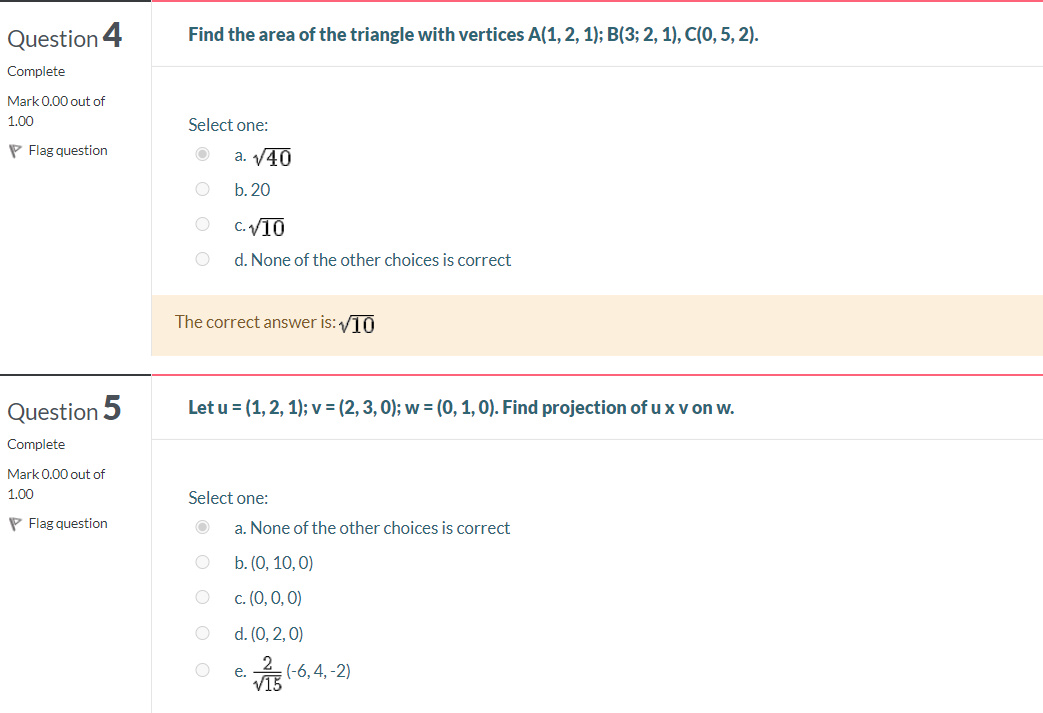 Question 4
Complete
Mark 0.00 out of
1.00
Flag question
Find the area of the triangle with vertices A(1, 2, 1); B(3; 2, 1), C(0, 5, 2).
Select one:
a. √40
b. 20
c. √10
d. None of the other choices is correct
The correct answer is: √10
Question 5
Complete
Mark 0.00 out of
1.00
Flag question
Let u = (1, 2, 1); v = (2, 3, 0); w = (0, 1, 0). Find projection of u x v on w.
Select one:
a. None of the other choices is correct
b. (0, 10, 0)
c. (0, 0, 0)
d. (0, 2, 0)
e. 2/√15 (-6, 4, -2)